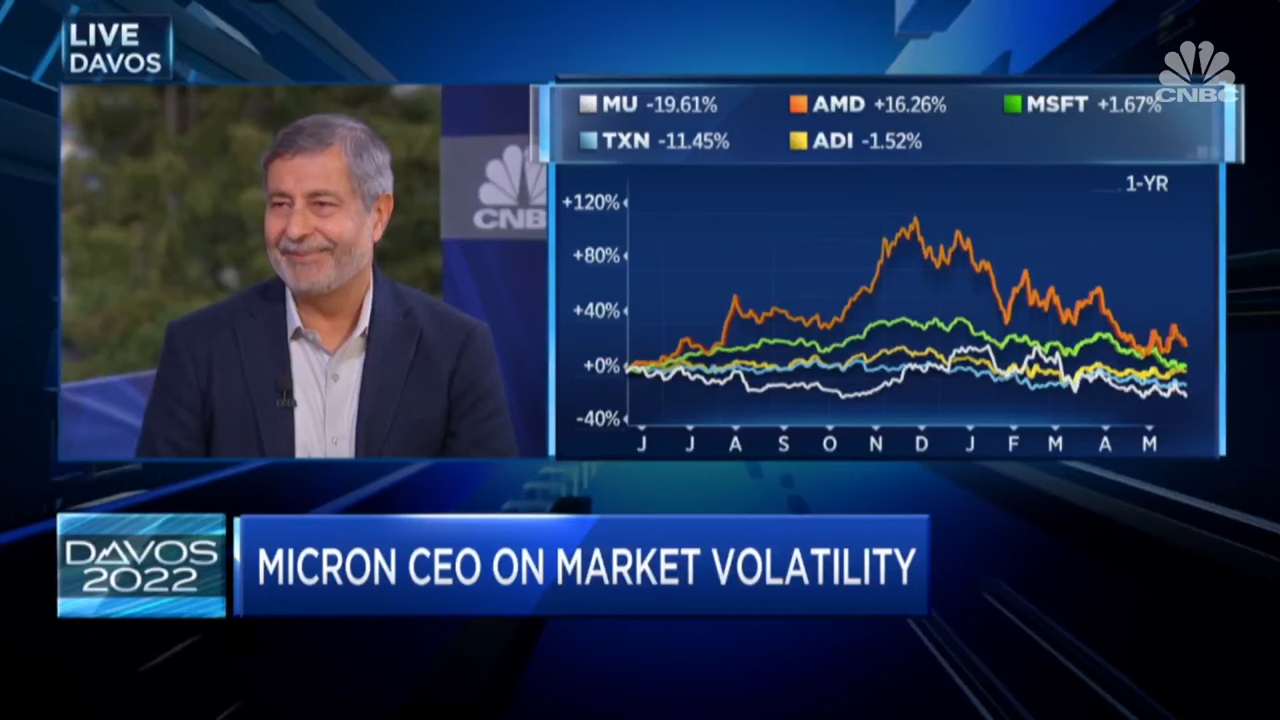 LIVE
DAVOS
CNBC
MU -19.61%
AMD +16.26%
MSFT +1.67%
TXN -11.45%
ADI -1.52%
1-YR
+120%
+80%
+40%
+0%
-40%
J J A S O N D J F M A M
CNB
DAVOS
2022
MICRON CEO ON MARKET VOLATILITY